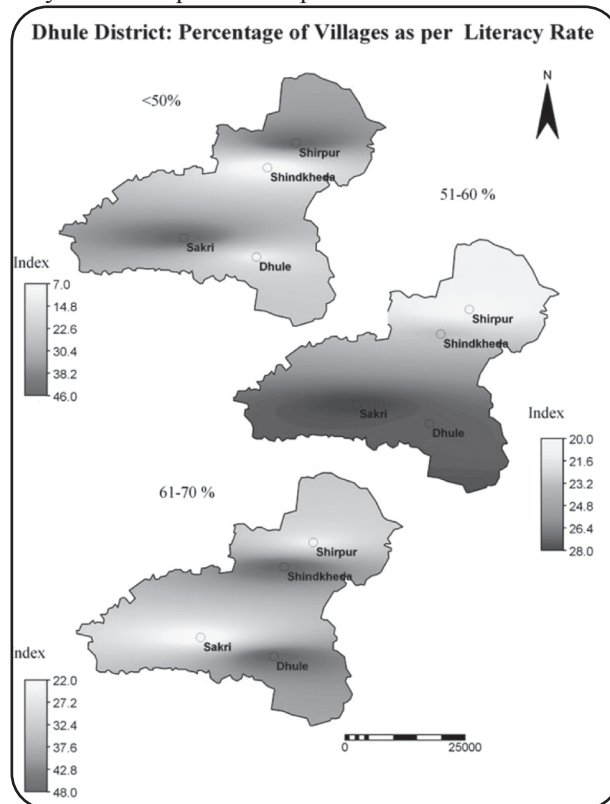 Dhule District: Percentage of Villages as per Literacy Rate
N
<50%
Shirpur
Shindkheda
Sakri
Dhule
Index
7.0
14.8
22.6
30.4
38.2
46.0
51-60 %
Shirpur
Shindkheda
Sakri
Dhule
Index
20.0
21.6
23.2
24.8
26.4
28.0
61-70 %
Shirpur
Shindkheda
Sakri
Dhule
ndex
22.0
27.2
32.4
37.6
42.8
48.0
0 25000